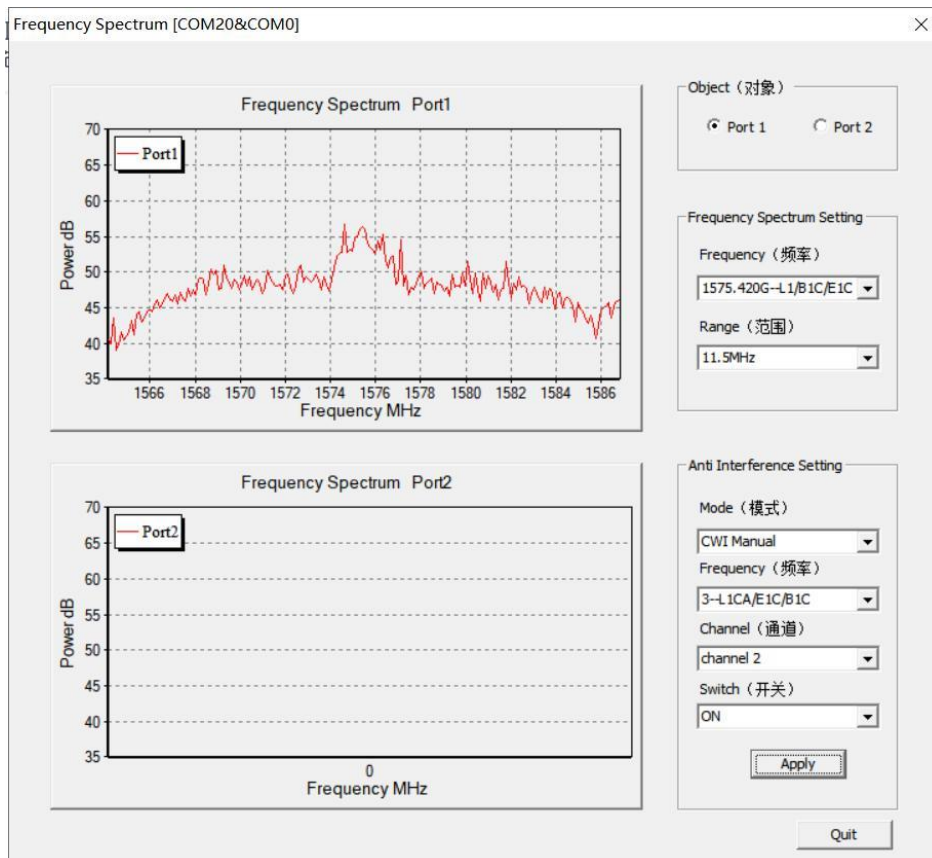 Frequency Spectrum [COM20&COM0]
Frequency Spectrum Port1
Port1
Power dB
70
65
60
55
50
45
40
35
1566 1568 1570 1572 1574 1576 1578 1580 1582 1584 1586
Frequency MHz
Frequency Spectrum Port2
Port2
Power dB
70
65
60
55
50
45
40
35
0
Frequency MHz
Object（对象）
Port 1 Port 2
Frequency Spectrum Setting
Frequency（频率）
1575.420G--L1/B1C/E1C
Range（范围）
11.5MHz
Anti Interference Setting
Mode（模式）
CWI Manual
Frequency（频率）
3--L1CA/E1C/B1C
Channel（通道）
channel 2
Switch（开关）
ON
Apply
Quit